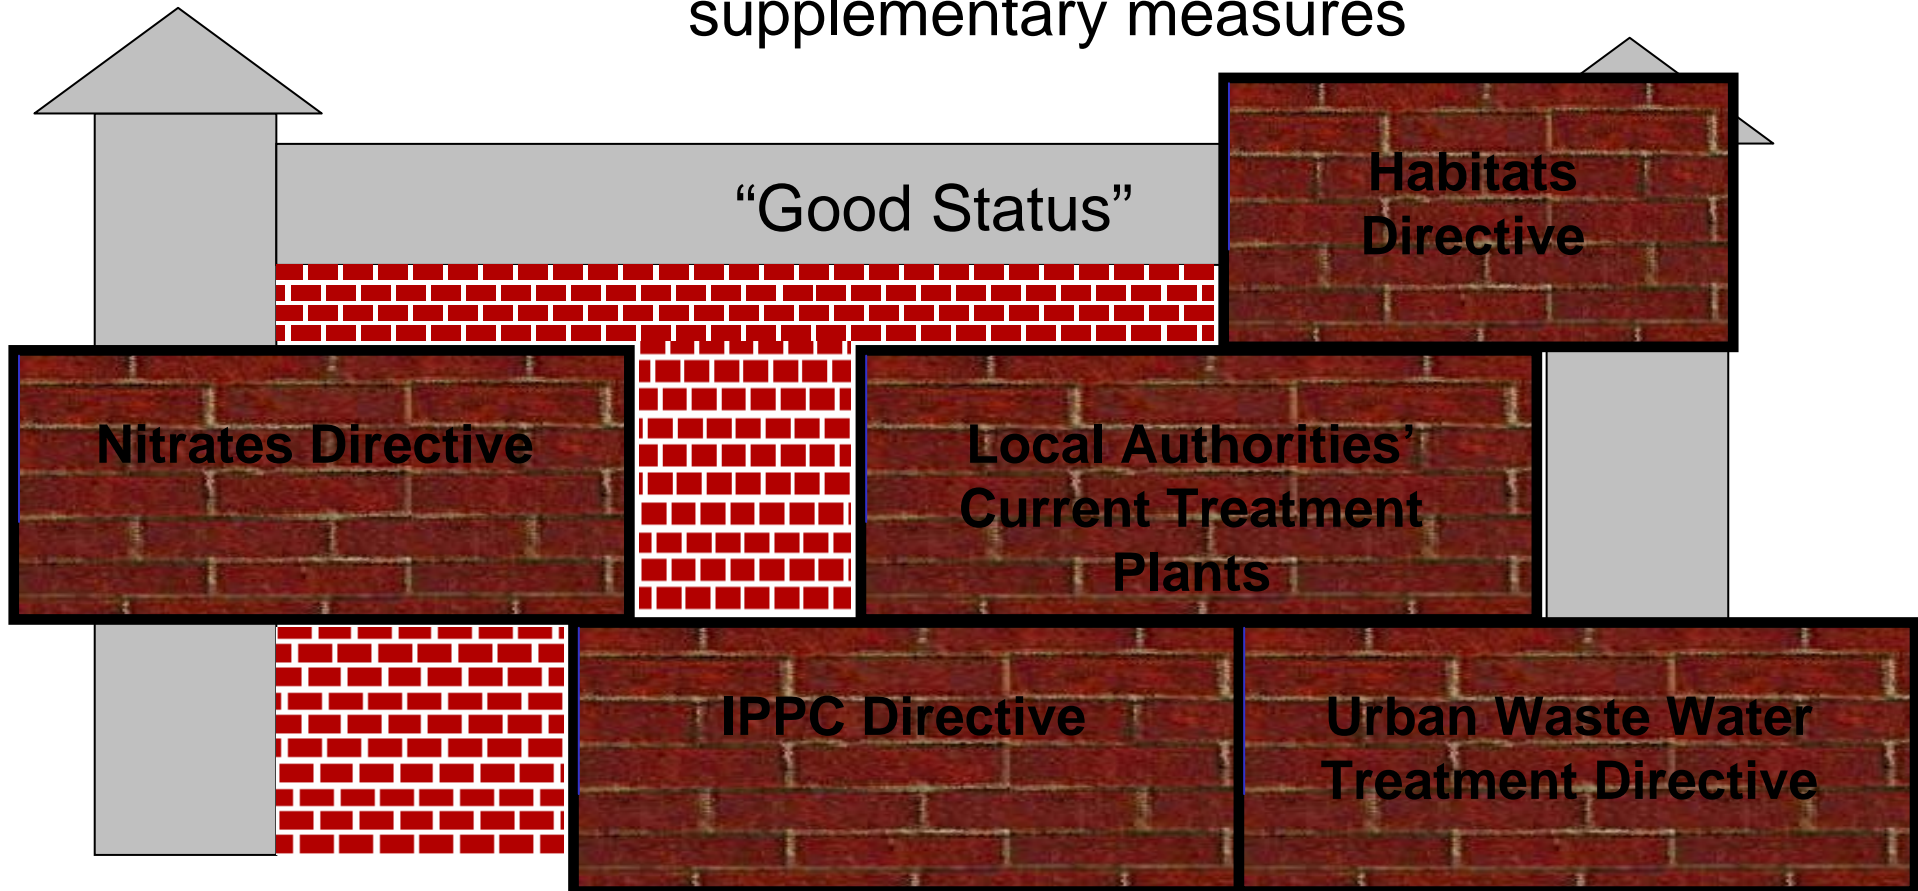 supplementary measures
“Good Status”
Habitats
Directive
Nitrates Directive
Local Authorities’
Current Treatment
Plants
IPPC Directive
Urban Waste Water
Treatment Directive